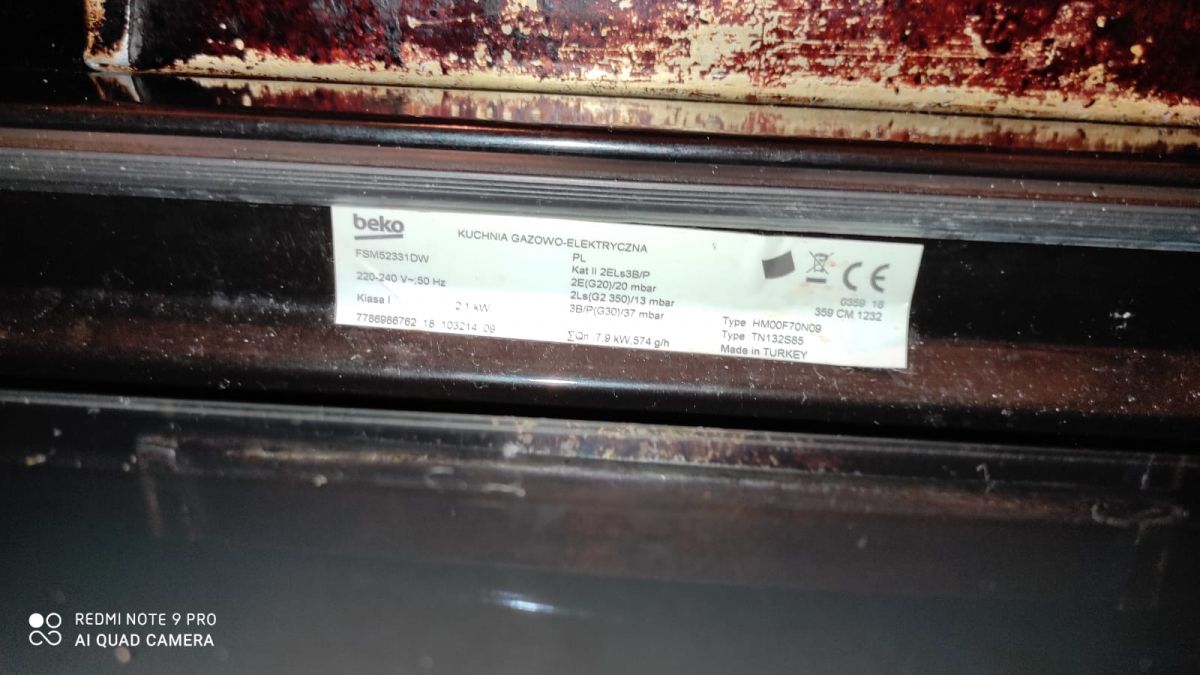 beko
KUCHNIA GAZOWO-ELEKTRYCZNA
FSM52331DW
PL
Kat II 2ELs3B/P
220-240 V~;50 Hz
2E(G20)/20 mbar
2Ls(G2 350)/13 mbar
Klasa I
2.1 kW
3B/P(G30)/37 mbar
7786986762 18 103214 09
ΣQn :7,9 kW,574 g/h
CE
0359 18
359 CM 1232
Type HM00F70N09
Type TN132S85
Made in TURKEY
REDMI NOTE 9 PRO
AI QUAD CAMERA